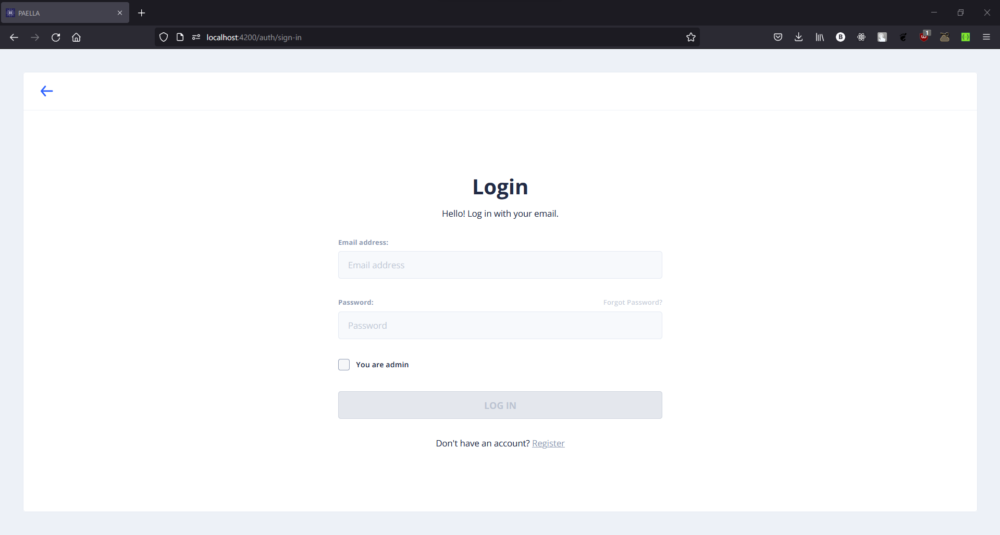 PAELLA
localhost:4200/auth/sign-in
B
1
Login
Hello! Log in with your email.
Email address:
Email address
Password:
Forgot Password?
Password
You are admin
LOG IN
Don't have an account? Register